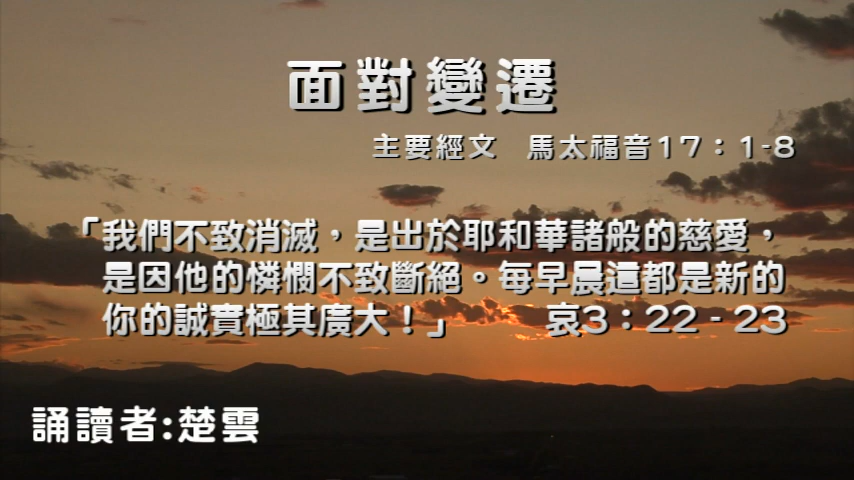 面對變遷
主要經文 馬太福音17：1-8
「我們不致消滅，是出於耶和華諸般的慈愛，
是因他的憐憫不致斷絕。每早晨這都是新的
你的誠實極其廣大！」 哀3：22 - 23
誦讀者:楚雲